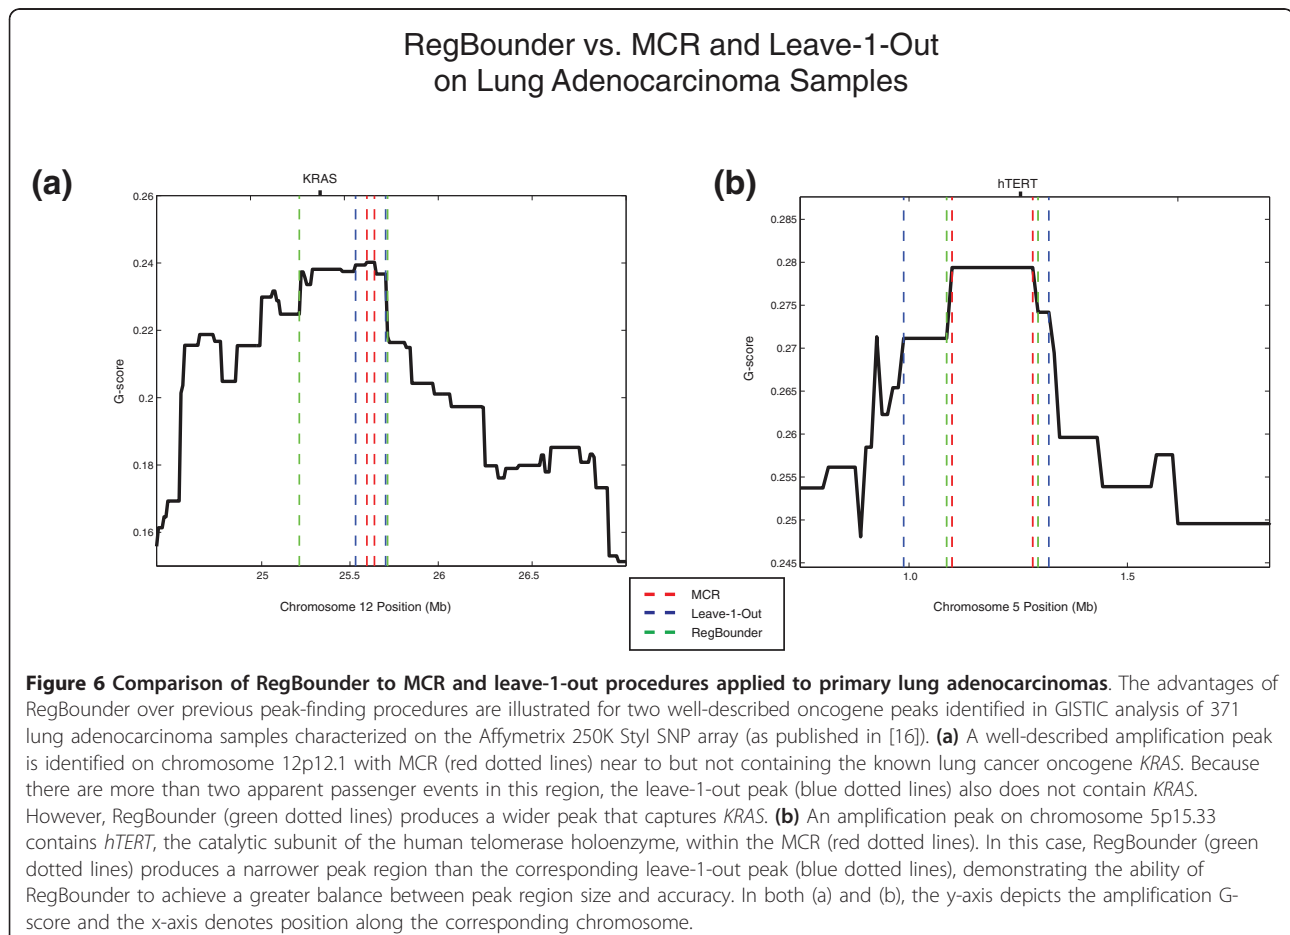 RegBounder vs. MCR and Leave-1-Out
on Lung Adenocarcinoma Samples
(a)
KRAS
0.26
0.24
0.22
0.2
0.18
0.16
G-score
25
25.5
26
26.5
Chromosome 12 Position (Mb)
(b)
hTERT
0.285
0.28
0.275
0.27
0.265
0.26
0.255
0.25
0.245
G-score
1.0
1.5
Chromosome 5 Position (Mb)
MCR
Leave-1-Out
RegBounder
Figure 6 Comparison of RegBounder to MCR and leave-1-out procedures applied to primary lung adenocarcinomas. The advantages of
RegBounder over previous peak-finding procedures are illustrated for two well-described oncogene peaks identified in GISTIC analysis of 371
lung adenocarcinoma samples characterized on the Affymetrix 250K StyI SNP array (as published in [16]). (a) A well-described amplification peak
is identified on chromosome 12p12.1 with MCR (red dotted lines) near to but not containing the known lung cancer oncogene KRAS. Because
there are more than two apparent passenger events in this region, the leave-1-out peak (blue dotted lines) also does not contain KRAS.
However, RegBounder (green dotted lines) produces a wider peak that captures KRAS. (b) An amplification peak on chromosome 5p15.33
contains hTERT, the catalytic subunit of the human telomerase holoenzyme, within the MCR (red dotted lines). In this case, RegBounder (green
dotted lines) produces a narrower peak region than the corresponding leave-1-out peak (blue dotted lines), demonstrating the ability of
RegBounder to achieve a greater balance between peak region size and accuracy. In both (a) and (b), the y-axis depicts the amplification G-
score and the x-axis denotes position along the corresponding chromosome.